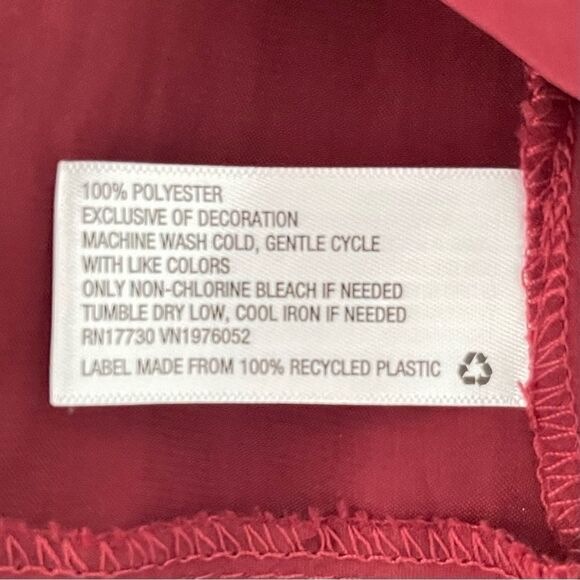 100% POLYESTER
EXCLUSIVE OF DECORATION
MACHINE WASH COLD, GENTLE CYCLE
WITH LIKE COLORS
ONLY NON-CHLORINE BLEACH IF NEEDED
TUMBLE DRY LOW, COOL IRON IF NEEDED
RN17730 VN1976052
LABEL MADE FROM 100% RECYCLED PLASTIC